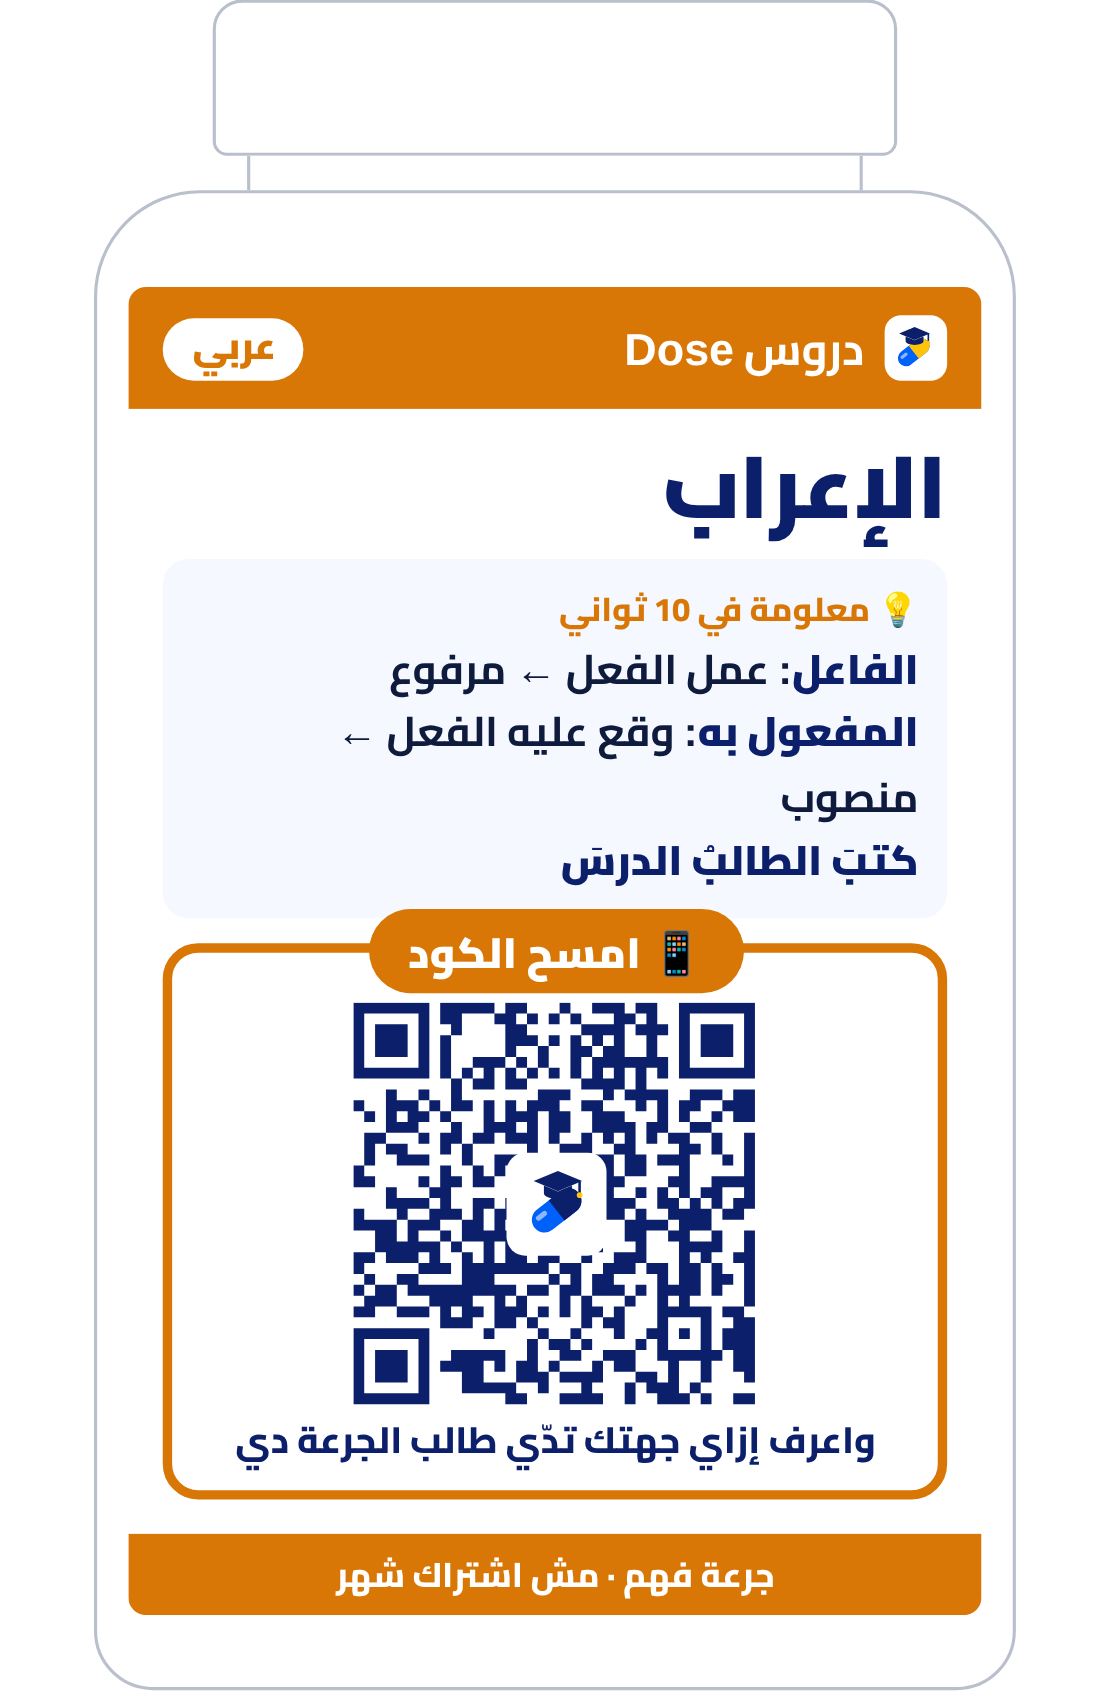 دروس Dose
عربي
الإعراب
💡 معلومة في 10 ثواني
الفاعل: عمل الفعل ← مرفوع
المفعول به: وقع عليه الفعل ←
منصوب
كتبَ الطالبُ الدرسَ
📱 امسح الكود
واعرف إزاي جهتك تدّي طالب الجرعة دي
جرعة فهم · مش اشتراك شهر